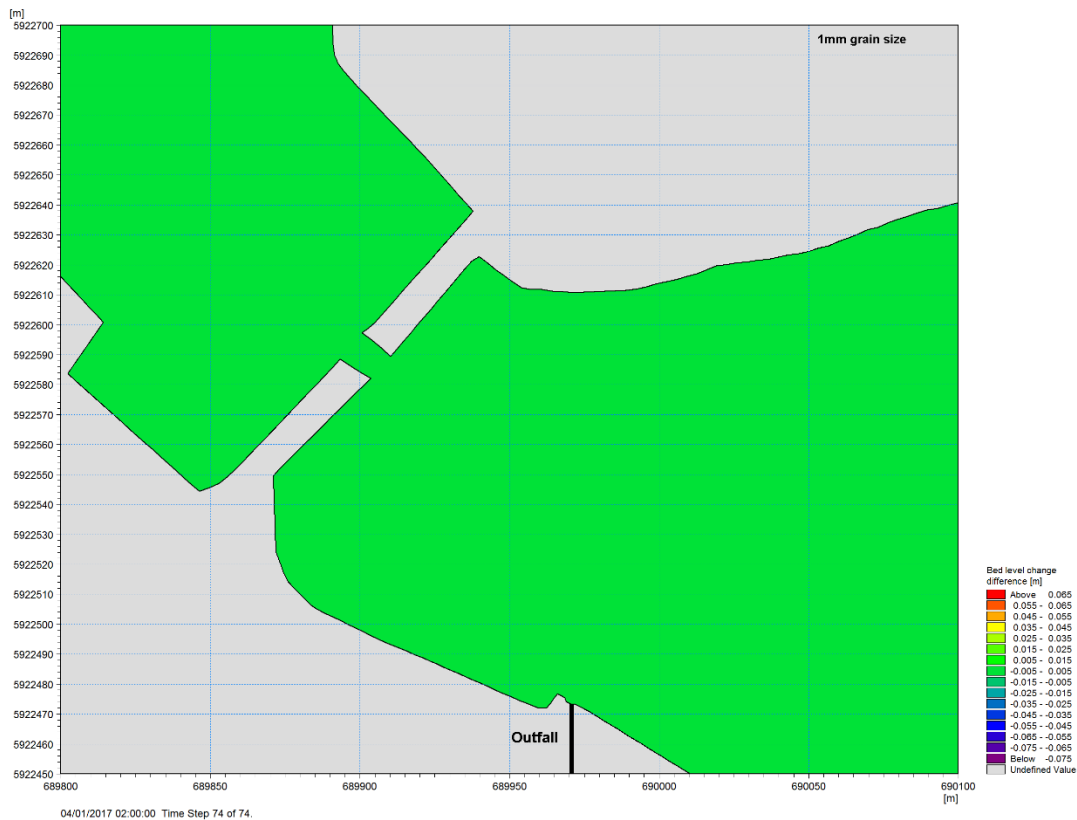 [m]
5922700
1mm grain size
5922690
5922680
5922670
5922660
5922650
5922640
5922630
5922620
5922610
5922600
5922590
5922580
5922570
5922560
5922550
5922540
5922530
5922520
5922510
5922500
5922490
5922480
5922470
5922460
5922450
Outfall
689800 689850 689900 689950 690000 690050 690100
[m]
04/01/2017 02:00:00 Time Step 74 of 74.
Bed level change
difference [m]
Above 0.065
0.055 - 0.065
0.045 - 0.055
0.035 - 0.045
0.025 - 0.035
0.015 - 0.025
0.005 - 0.015
-0.005 - 0.005
-0.015 - -0.005
-0.025 - -0.015
-0.035 - -0.025
-0.045 - -0.035
-0.055 - -0.045
-0.065 - -0.055
-0.075 - -0.065
Below -0.075
Undefined Value